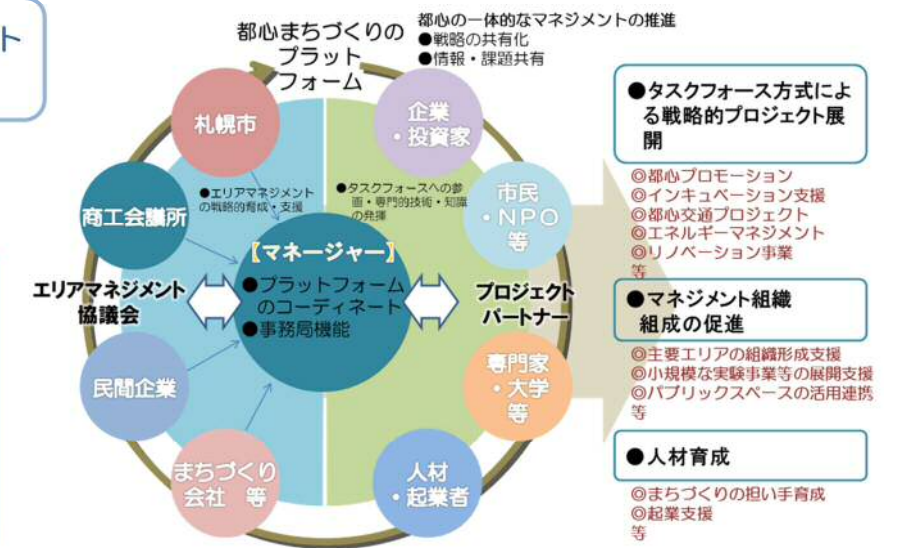 ト
都心まちづくりの
プラット
フォーム
都心の一体的なマネジメントの推進
●戦略の共有化
●情報・課題共有
札幌市
企業
・投資家
商工会議所
市民
・NPO
等
●エリアマネジメント
の戦略的育成・支援
●タスクフォースへの参
画・専門的技術・知識
の発揮
【マネージャー】
●プラットフォーム
のコーディネート
●事務局機能
エリアマネジメント
協議会
プロジェクト
パートナー
民間企業
専門家
・大学
等
まちづくり
会社 等
人材
・起業者
●タスクフォース方式によ
る戦略的プロジェクト展
開
◎都心プロモーション
◎インキュベーション支援
◎都心交通プロジェクト
◎エネルギーマネジメント
◎リノベーション事業
等
●マネジメント組織
組成の促進
◎主要エリアの組織形成支援
◎小規模な実験事業等の展開支援
◎パブリックスペースの活用連携
等
●人材育成
◎まちづくりの担い手育成
◎起業支援
等